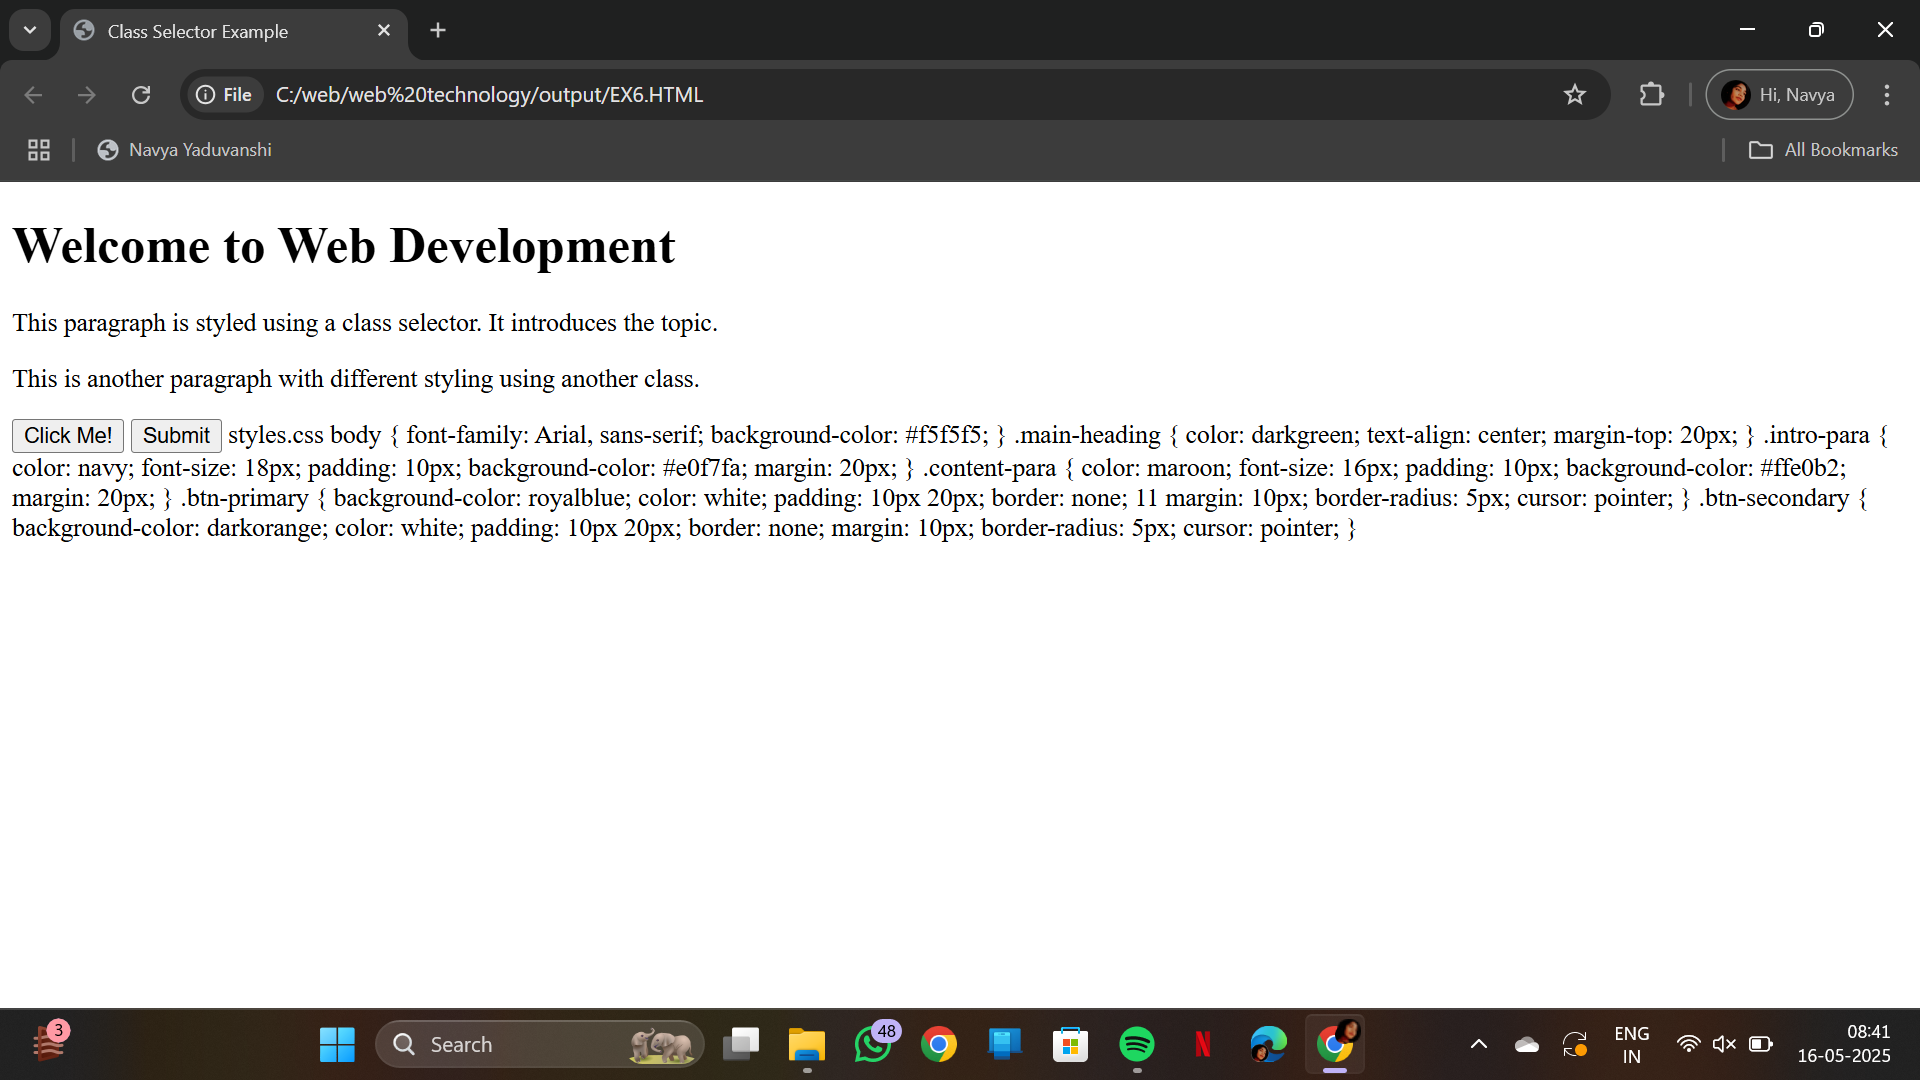 Class Selector Example
File
C:/web/web%20technology/output/EX6.HTML
Hi, Navya
Navya Yaduvanshi
All Bookmarks
Welcome to Web Development
This paragraph is styled using a class selector. It introduces the topic.
This is another paragraph with different styling using another class.
Click Me! Submit styles.css body { font-family: Arial, sans-serif; background-color: #f5f5f5; } .main-heading { color: darkgreen; text-align: center; margin-top: 20px; } .intro-para {
color: navy; font-size: 18px; padding: 10px; background-color: #e0f7fa; margin: 20px; } .content-para { color: maroon; font-size: 16px; padding: 10px; background-color: #ffe0b2;
margin: 20px; } .btn-primary { background-color: royalblue; color: white; padding: 10px 20px; border: none; 11 margin: 10px; border-radius: 5px; cursor: pointer; } .btn-secondary {
background-color: darkorange; color: white; padding: 10px 20px; border: none; margin: 10px; border-radius: 5px; cursor: pointer; }
3
Search
48
N
ENG
IN
08:41
16-05-2025